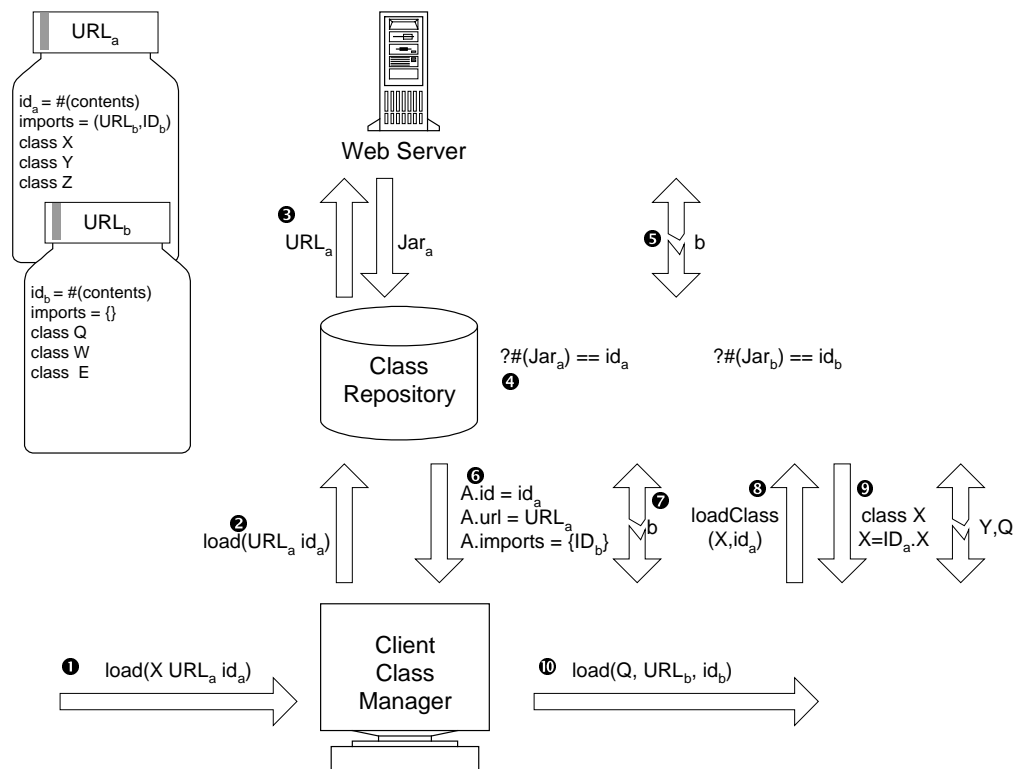 URLa
ida = #(contents)
imports = (URLb,IDb)
class X
class Y
class Z
URLb
idb = #(contents)
imports = {}
class Q
class W
class E
Web Server
❸
URLa
Jara
❺ b
Class
Repository
?#(Jara) == ida
❹
?#(Jarb) == idb
❷
load(URLa ida)
❻
A.id = ida
A.url = URLa
A.imports = {IDb}
❼
b
❽
loadClass
(X,ida)
❾
class X
X=IDa.X
Y,Q
❶ load(X URLa ida)
Client
Class
Manager
❿ load(Q, URLb, idb)